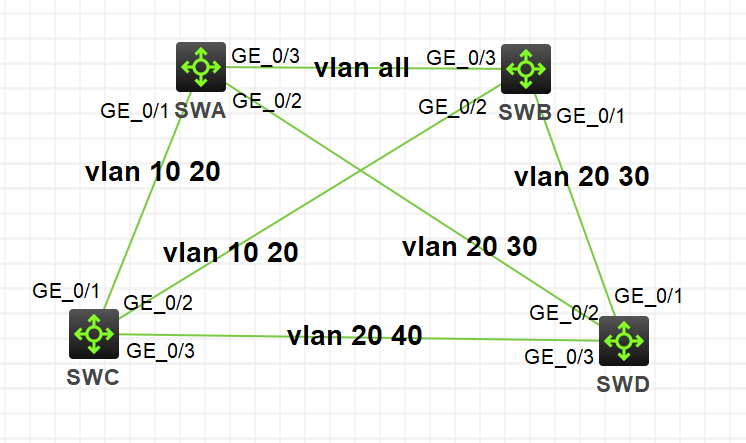 GE_0/3
vlan all
GE_0/3
GE_0/2
GE_0/2
GE_0/1
SWA
SWB
GE_0/1
vlan 10 20
vlan 20 30
vlan 10 20
vlan 20 30
GE_0/1
GE_0/2
GE_0/1
GE_0/2
vlan 20 40
GE_0/3
GE_0/3
SWC
SWD